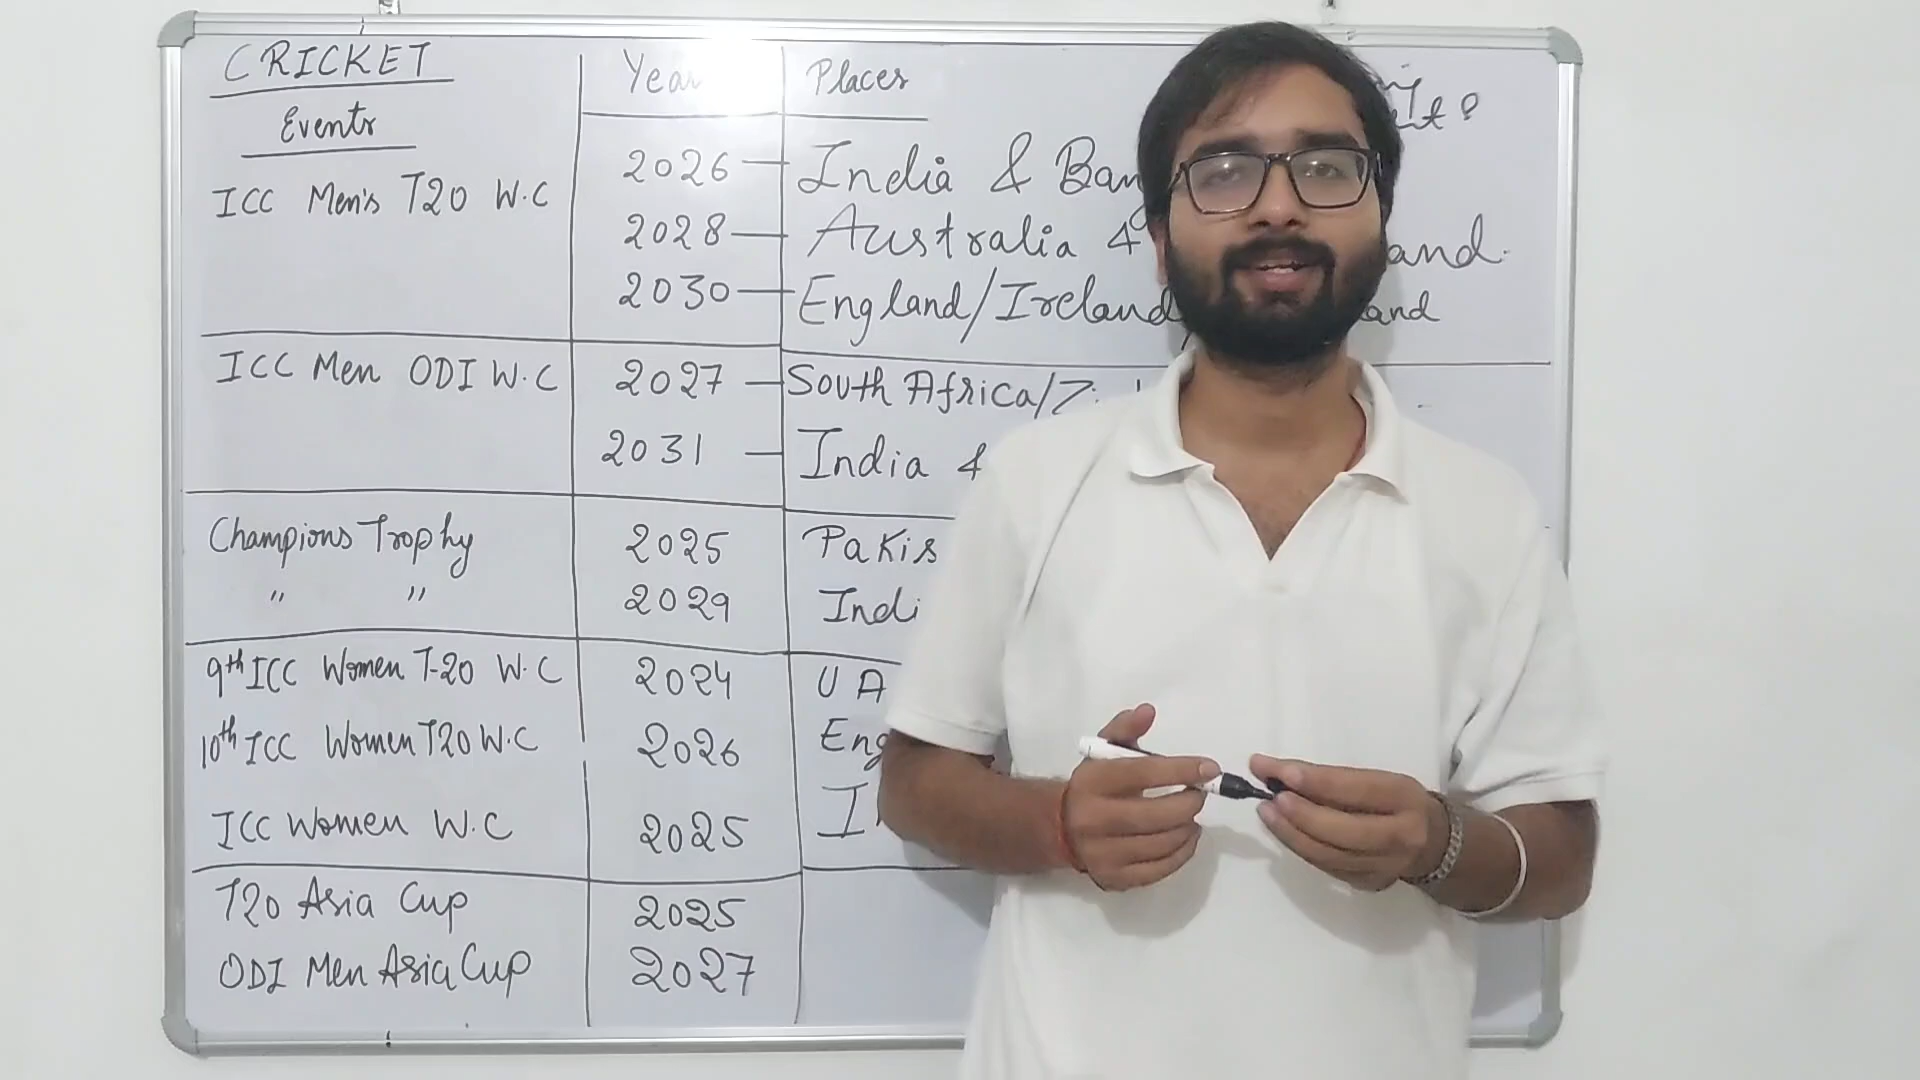 CRICKET
Events
Year
Places
ICC Men's T20 W.C
2026 — India & Ban
2028 — Australia & and.
2030 — England/Ireland and
ICC Men ODI W.C
2027 — South Africa/
2031 — India &
Champions Trophy 2025 Pakis
" " 2029 Indi
9th ICC Women T-20 W.C 2024 UA
10th ICC Women T20 W.C 2026 Eng
ICC Women W.C 2025 I
T20 Asia Cup 2025
ODI Men Asia Cup 2027